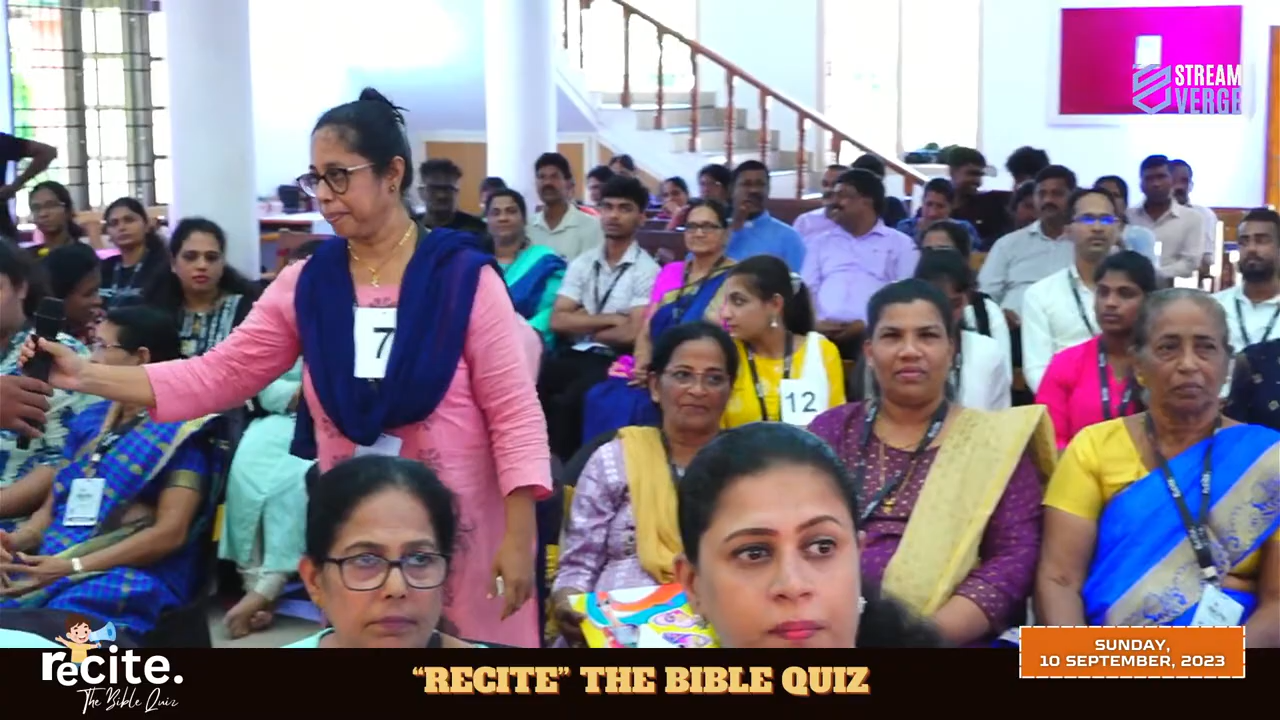 STREAM
VERGE
7
12
recite.
The Bible Quiz
“RECITE” THE BIBLE QUIZ
SUNDAY,
10 SEPTEMBER, 2023